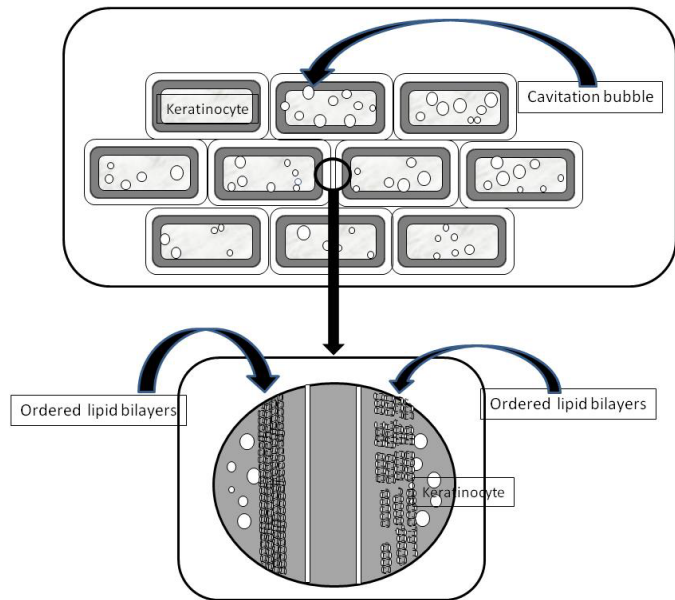 Keratinocyte
Cavitation bubble
Ordered lipid bilayers
Ordered lipid bilayers
Keratinocyte